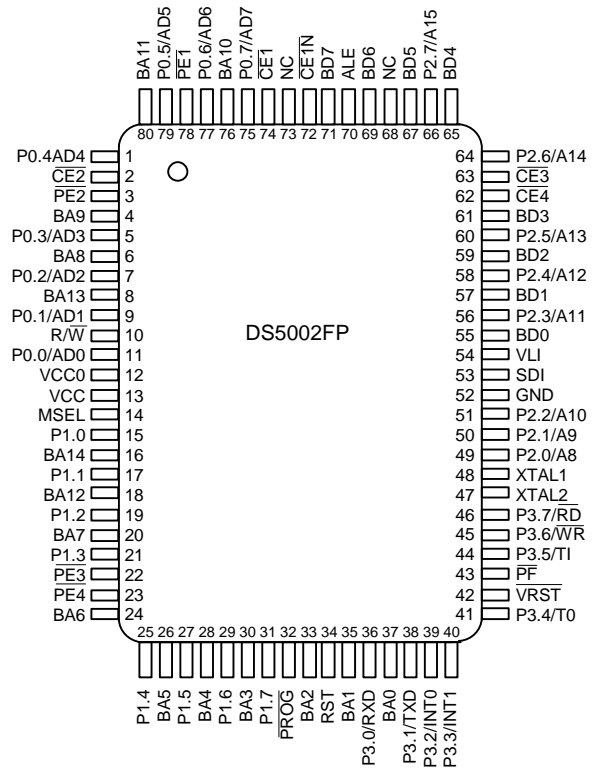 BA11 P0.5/AD5 PE1 P0.6/AD6 BA10 P0.7/AD7 CE1 NC CE1N BD7 ALE BD6 NC BD5 P2.7/A15 BD4
80 79 78 77 76 75 74 73 72 71 70 69 68 67 66 65
P0.4AD4 1 64 P2.6/A14
CE2 2 63 CE3
PE2 3 62 CE4
BA9 4 61 BD3
P0.3/AD3 5 60 P2.5/A13
BA8 6 59 BD2
P0.2/AD2 7 58 P2.4/A12
BA13 8 57 BD1
P0.1/AD1 9 56 P2.3/A11
R/W 10 DS5002FP 55 BD0
P0.0/AD0 11 54 VLI
VCC0 12 53 SDI
VCC 13 52 GND
MSEL 14 51 P2.2/A10
P1.0 15 50 P2.1/A9
BA14 16 49 P2.0/A8
P1.1 17 48 XTAL1
BA12 18 47 XTAL2
P1.2 19 46 P3.7/RD
BA7 20 45 P3.6/WR
P1.3 21 44 P3.5/TI
PE3 22 43 PF
PE4 23 42 VRST
BA6 24 41 P3.4/T0
25 26 27 28 29 30 31 32 33 34 35 36 37 38 39 40
P1.4 BA5 P1.5 BA4 P1.6 BA3 P1.7 PROG BA2 RST BA1 P3.0/RXD BA0 P3.1/TXD P3.2/INT0 P3.3/INT1